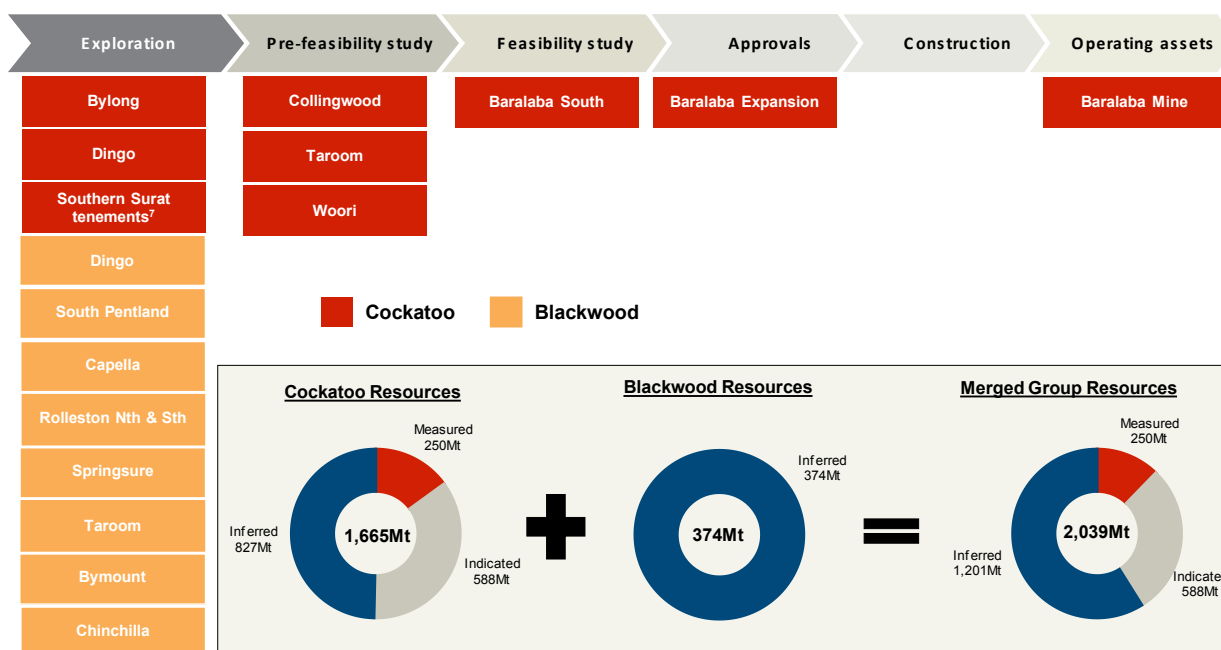 Exploration
Pre-feasibility study
Feasibility study
Approvals
Construction
Operating assets
Bylong
Collingwood
Baralaba South
Baralaba Expansion
Baralaba Mine
Dingo
Taroom
Southern Surat
tenements7
Woori
Dingo
South Pentland
Capella
Rolleston Nth & Sth
Springsure
Taroom
Bymount
Chinchilla
Cockatoo
Blackwood
Cockatoo Resources
Measured
250Mt
Inferred
827Mt
1,665Mt
Indicated
588Mt
Blackwood Resources
Inferred
374Mt
374Mt
Merged Group Resources
Measured
250Mt
2,039Mt
Inferred
1,201Mt
Indicated
588Mt